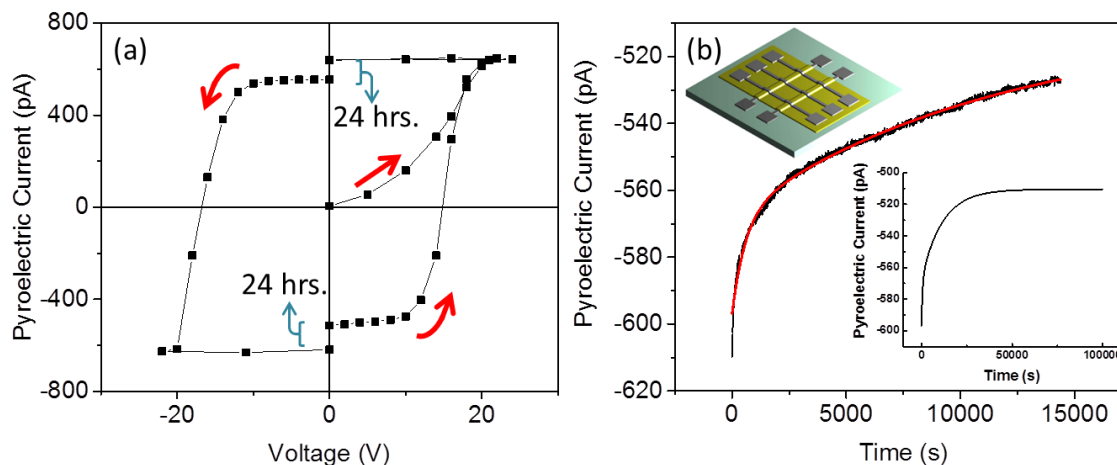 (a)
Pyroelectric Current (pA)
800
400
0
-400
-800
24 hrs.
24 hrs.
-20
0
20
Voltage (V)
(b)
Pyroelectric Current (pA)
-520
-540
-560
-580
-600
-620
0
5000
10000
15000
Time (s)
Pyroelectric Current (pA)
-500
-520
-540
-560
-580
-600
0
50000
100000
Time (s)